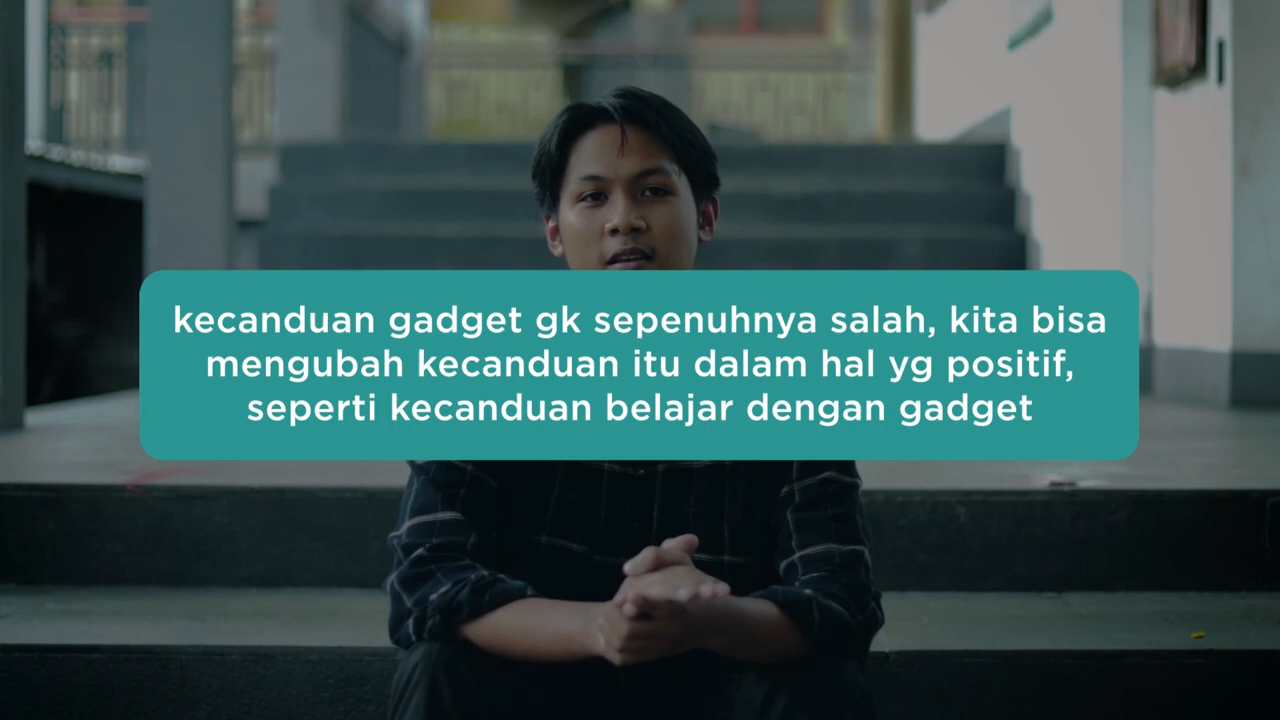 kecanduan gadget gk sepenuhnya salah, kita bisa
mengubah kecanduan itu dalam hal yg positif,
seperti kecanduan belajar dengan gadget